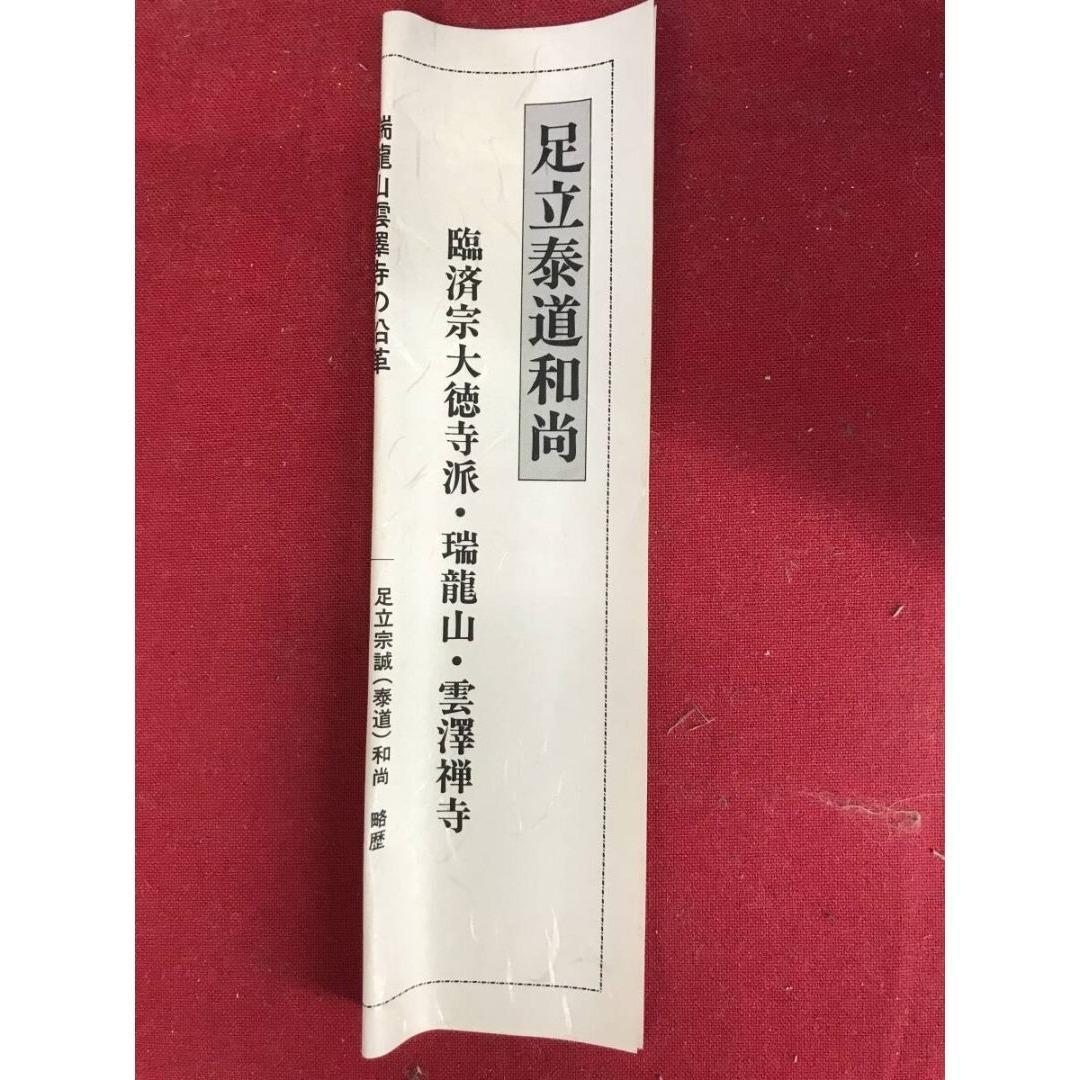 足立泰道和尚
臨済宗大徳寺派・瑞龍山・雲澤禅寺
瑞龍山雲澤寺の沿革
足立宗誠(泰道)和尚 略歴